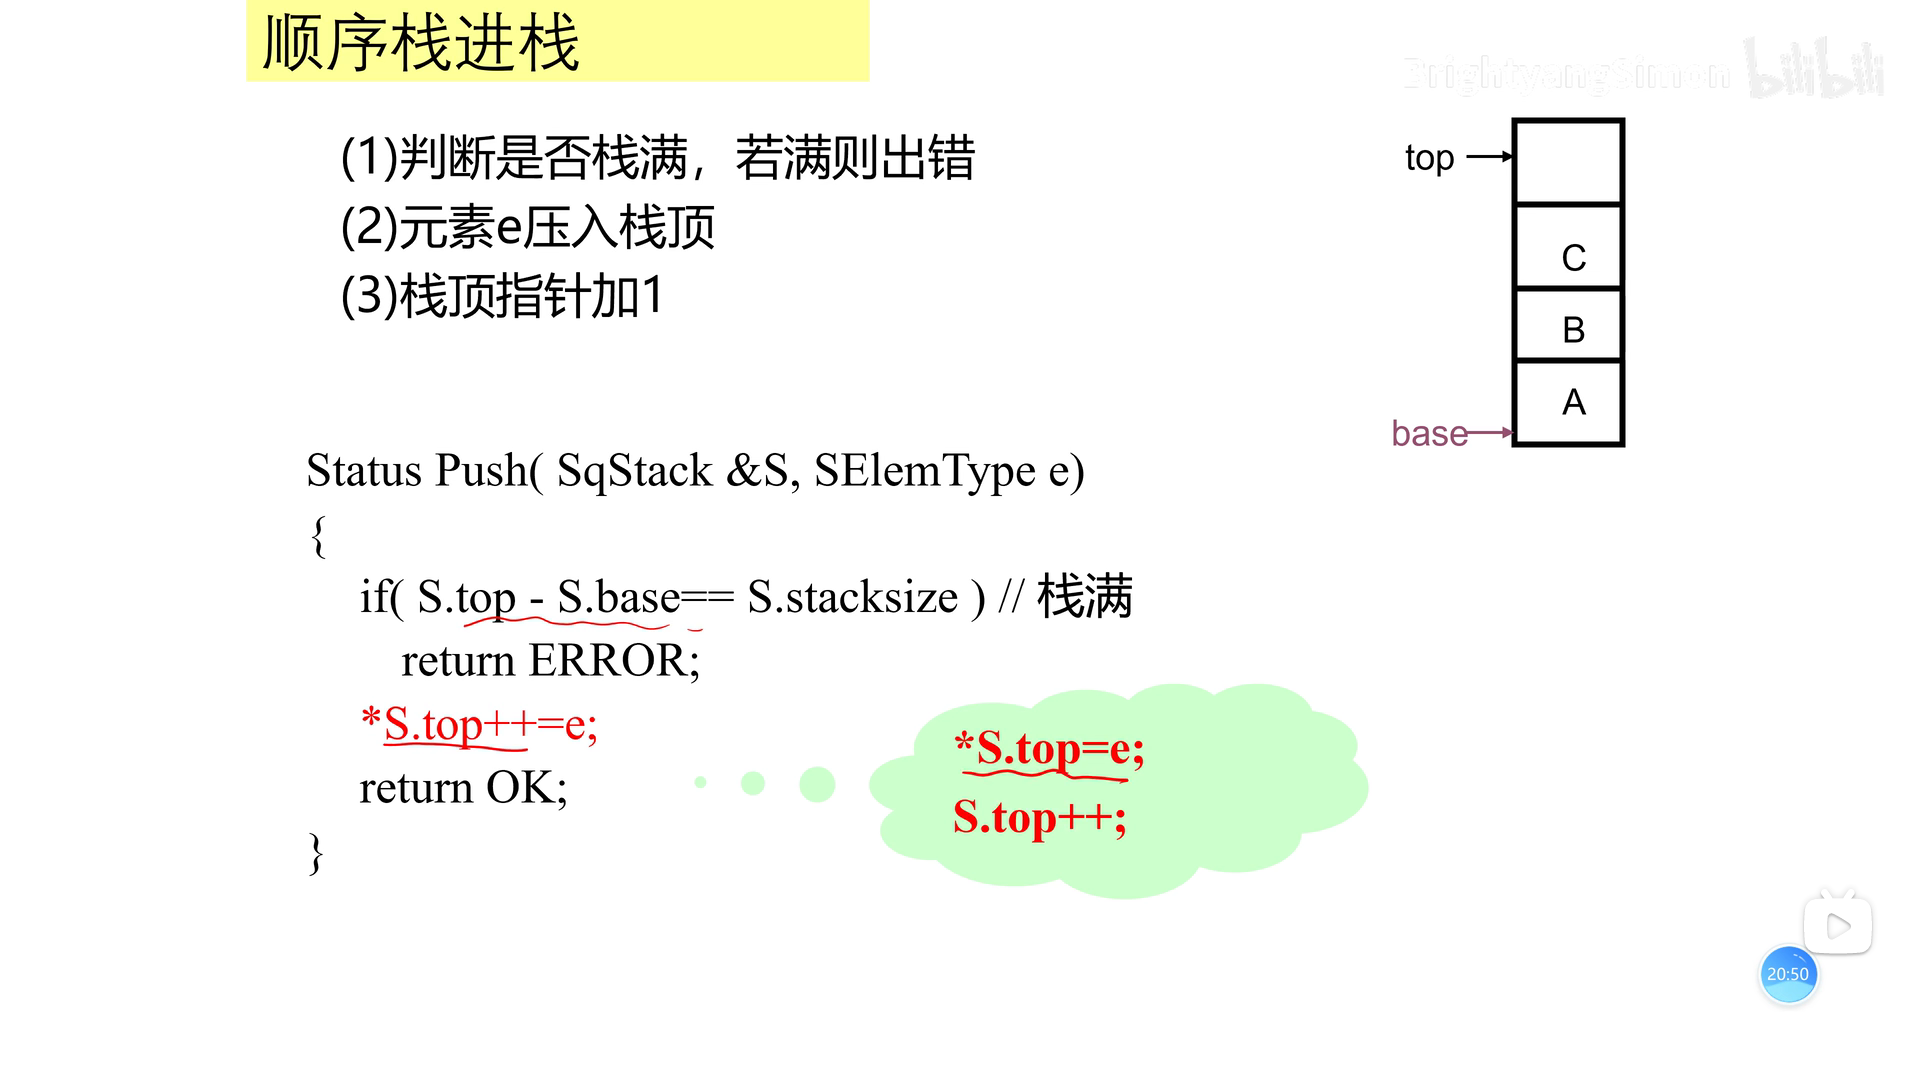 顺序栈进栈
BrightyangSimon bilibili
(1)判断是否栈满，若满则出错
(2)元素e压入栈顶
(3)栈顶指针加1
top
C
B
A
base
Status Push( SqStack &S, SElemType e)
{
if( S.top - S.base== S.stacksize ) // 栈满
return ERROR;
*S.top++=e;
return OK;
}
*S.top=e;
S.top++;
20:50